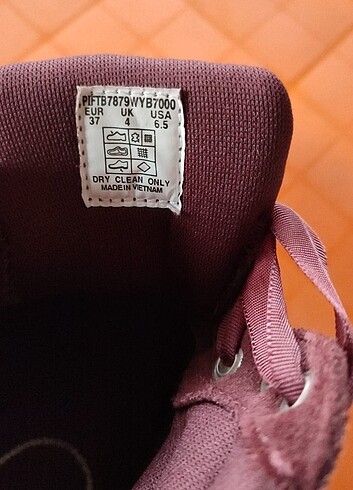 PIFTB7879WYB7000
EUR UK USA
37 4 6.5
DRY CLEAN ONLY
MADE IN VIETNAM